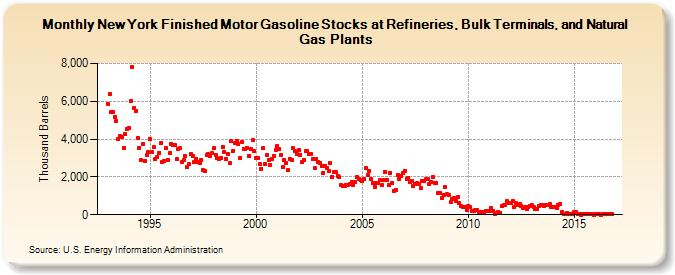 Monthly New York Finished Motor Gasoline Stocks at Refineries, Bulk Terminals, and Natural
Gas Plants
Thousand Barrels
8,000
6,000
4,000
2,000
0
1995
2000
2005
2010
2015
Source: U.S. Energy Information Administration